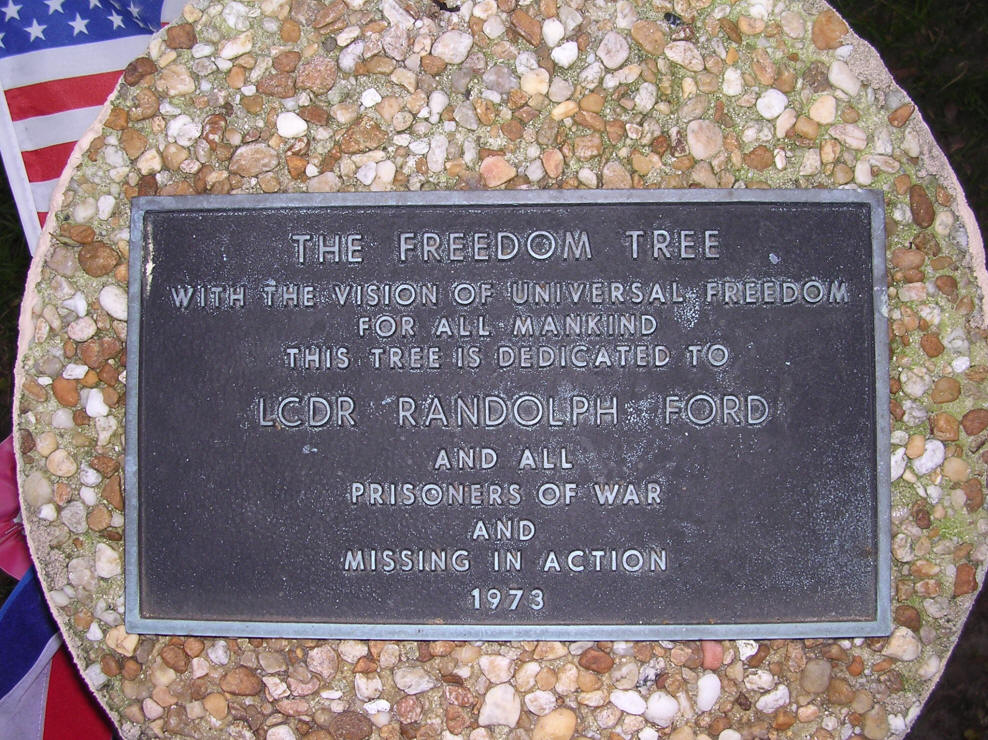 THE FREEDOM TREE
WITH THE VISION OF UNIVERSAL FREEDOM
FOR ALL MANKIND
THIS TREE IS DEDICATED TO
LCDR RANDOLPH FORD
AND ALL
PRISONERS OF WAR
AND
MISSING IN ACTION
1973